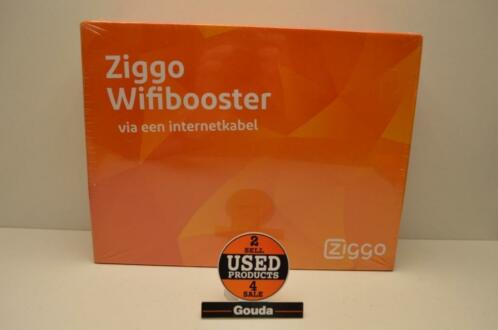 Ziggo
Wifibooster
via een internetkabel
Ziggo
2
SELL
USED
PRODUCTS
4
SALE
Gouda